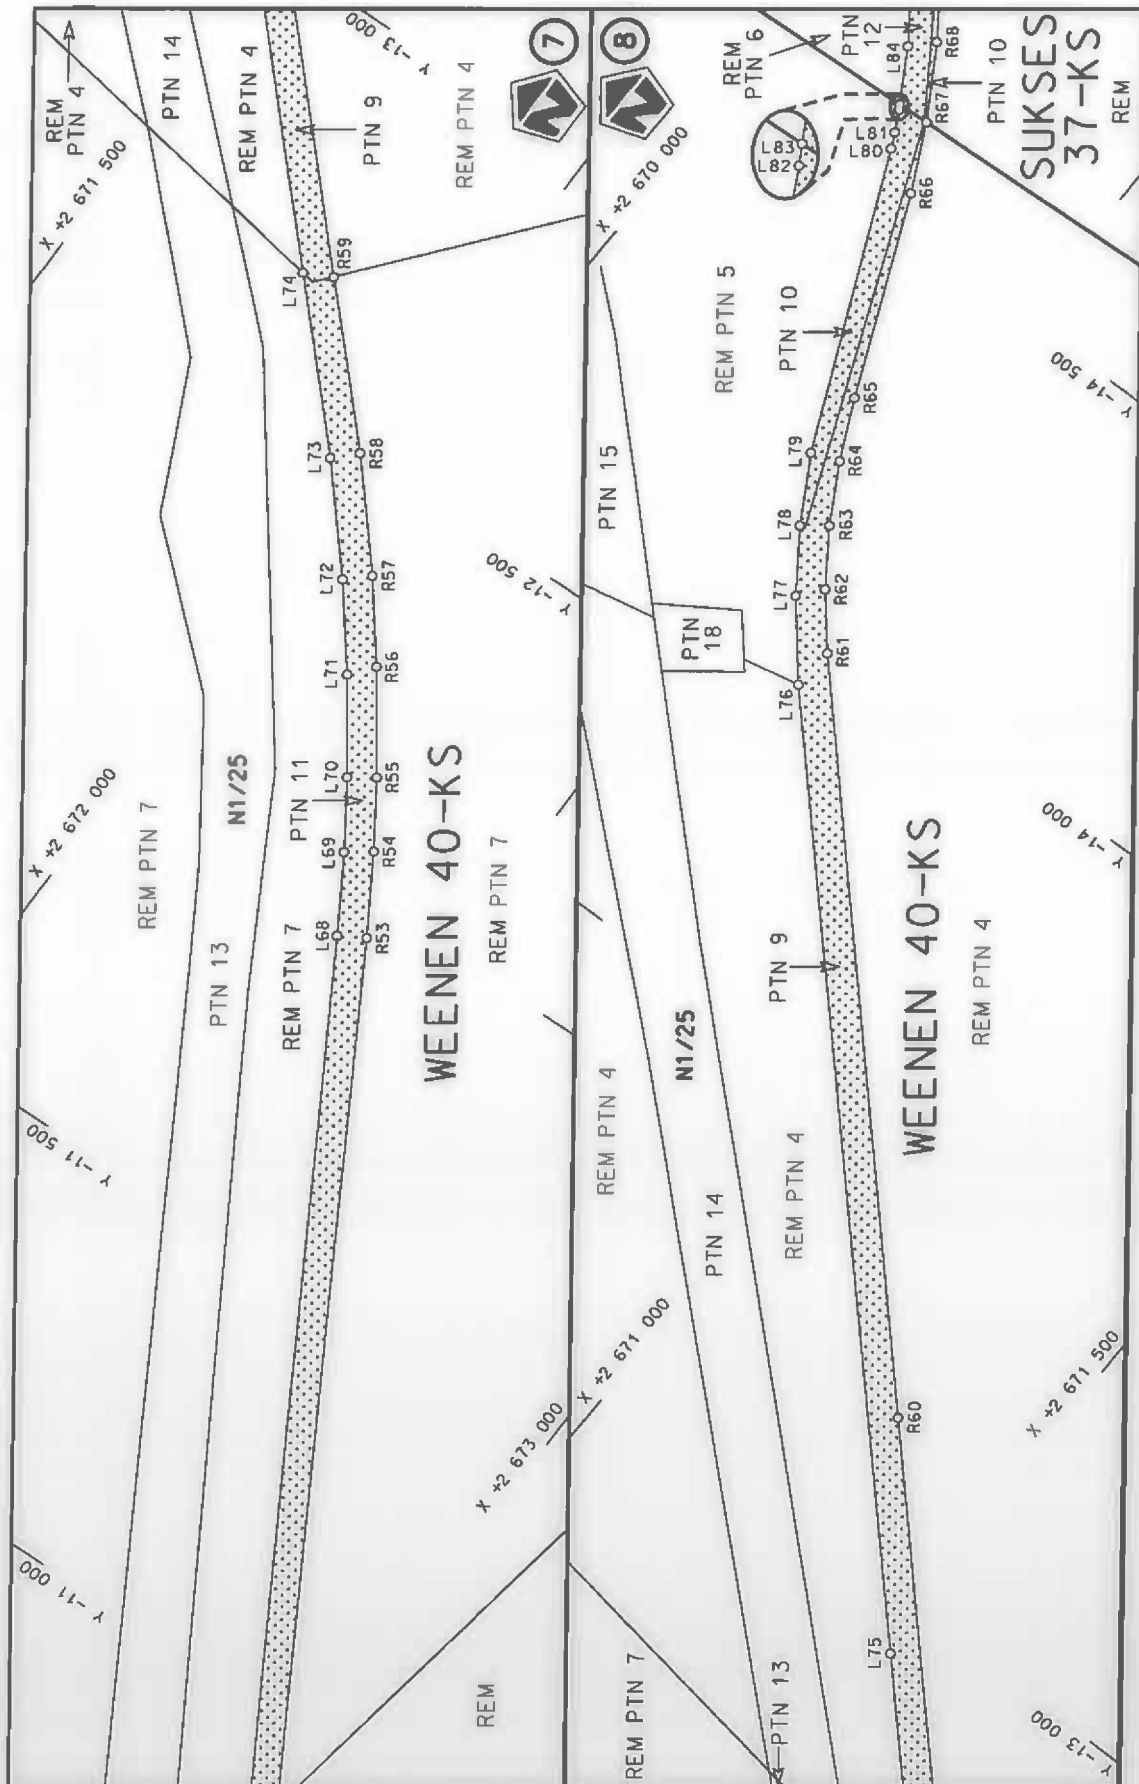 REM
PTN 4
PTN 14
REM PTN 4
PTN 9
Y -13 000
REM PTN 4
7
X +2 671 500
L74
R59
L73
R58
L72
R57
L71
R56
Y -12 500
X +2 672 000
REM PTN 7
N1/25
PTN 11
L70
R55
L69
R54
WEENEN 40-KS
REM PTN 7
PTN 13
REM PTN 7
L68
R53
Y -11 500
X +2 673 000
Y -11 000
REM
8
REM
PTN 6
PTN
12
L84
R68
PTN 10
SUKSES
37-KS
REM
X +2 670 000
L83
L82
L81
L80
R67
R66
REM PTN 5
PTN 10
Y -14 500
R65
L79
R64
PTN 15
L78
R63
L77
R62
PTN
18
R61
L76
Y -14 000
PTN 9
WEENEN 40-KS
REM PTN 4
N1/25
REM PTN 4
PTN 14
REM PTN 4
X +2 671 000
R60
X +2 671 500
L75
REM PTN 7
PTN 13
Y -13 000